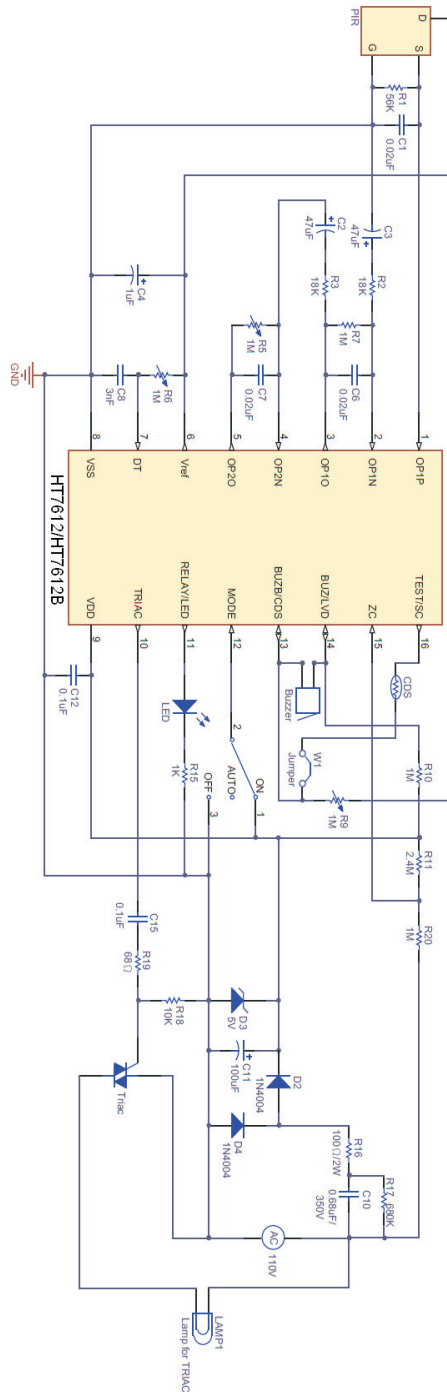 PIR
D
S
G
R1
56K
C1
0.02uF
C2
47uF
C3
47uF
R3
18K
R2
18K
C4
1uF
R5
1M
R7
1M
C7
0.02uF
C6
0.02uF
R6
1M
C8
3nF
GND
8
7
6
5
4
3
2
1
VSS
DT
Vref
OP2O
OP2N
OP1O
OP1N
OP1P
HT7612/HT7612B
VDD
TRIAC
RELAY/LED
MODE
BUZB/CDS
BUZ/LVD
ZC
TEST/SC
9
10
11
12
13
14
15
16
C12
0.1uF
LED
R15
1K
2
AUTO
OFF
3
ON
1
Buzzer
CDS
W1
Jumper
R9
1M
R10
1M
R11
2.4M
R20
1M
C15
0.1uF
R19
68Ω
R18
10K
D3
5V
C11
100uF
D2
1N4004
D4
1N4004
Triac
R16
100Ω/2W
R17
680K
C10
0.68uF/
350V
AC
110V
LAMP1
Lamp for TRIAC